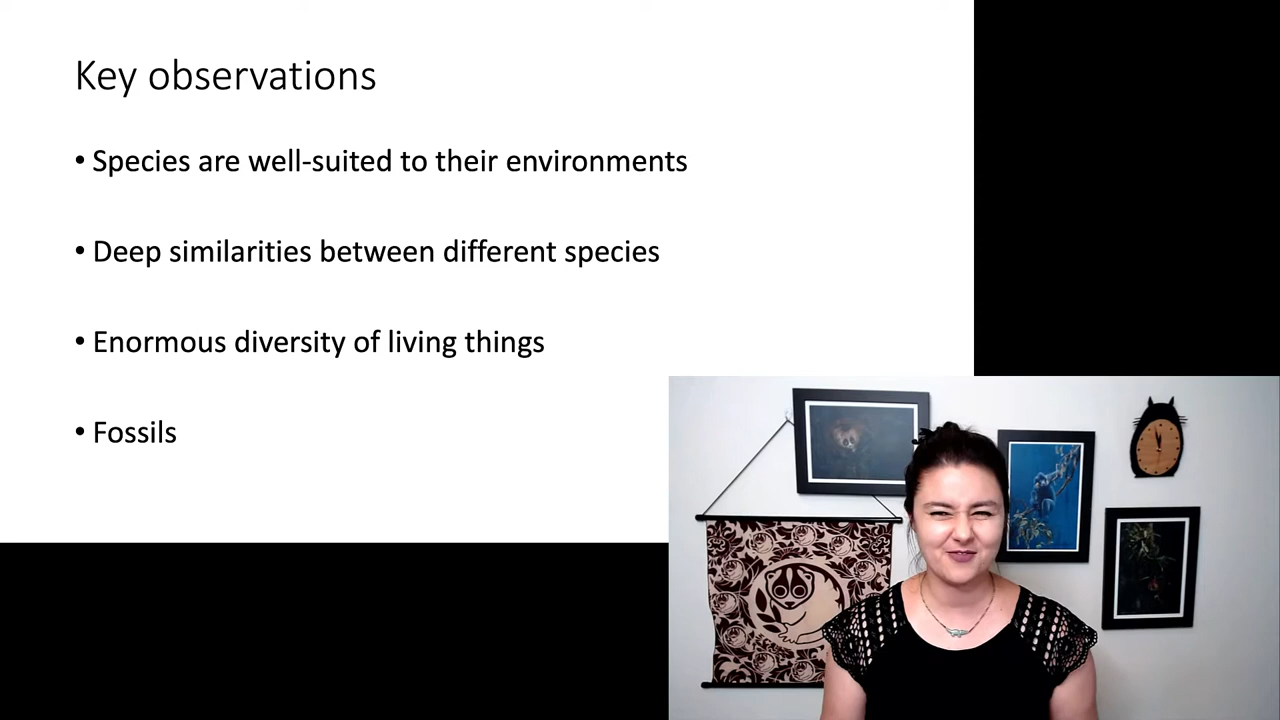 Key observations
• Species are well-suited to their environments
• Deep similarities between different species
• Enormous diversity of living things
• Fossils